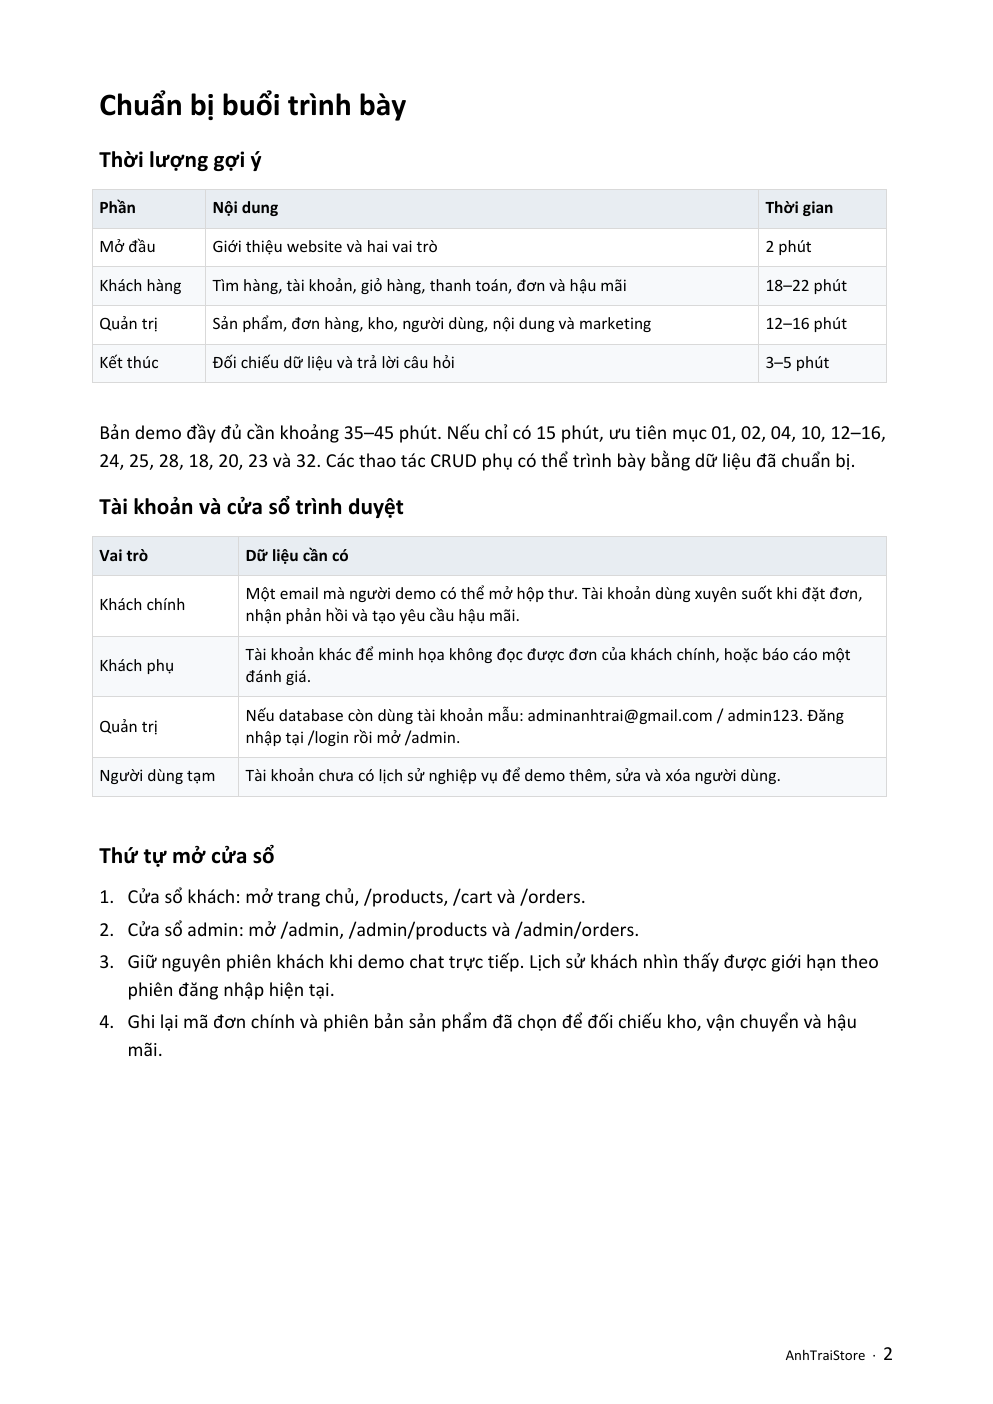 Chuẩn bị buổi trình bày
Thời lượng gợi ý
Phần Nội dung Thời gian
Mở đầu Giới thiệu website và hai vai trò 2 phút
Khách hàng Tìm hàng, tài khoản, giỏ hàng, thanh toán, đơn và hậu mãi 18–22 phút
Quản trị Sản phẩm, đơn hàng, kho, người dùng, nội dung và marketing 12–16 phút
Kết thúc Đối chiếu dữ liệu và trả lời câu hỏi 3–5 phút
Bản demo đầy đủ cần khoảng 35–45 phút. Nếu chỉ có 15 phút, ưu tiên mục 01, 02, 04, 10, 12–16,
24, 25, 28, 18, 20, 23 và 32. Các thao tác CRUD phụ có thể trình bày bằng dữ liệu đã chuẩn bị.
Tài khoản và cửa sổ trình duyệt
Vai trò Dữ liệu cần có
Khách chính Một email mà người demo có thể mở hộp thư. Tài khoản dùng xuyên suốt khi đặt đơn,
nhận phản hồi và tạo yêu cầu hậu mãi.
Khách phụ Tài khoản khác để minh họa không đọc được đơn của khách chính, hoặc báo cáo một
đánh giá.
Quản trị Nếu database còn dùng tài khoản mẫu: adminanhtrai@gmail.com / admin123. Đăng
nhập tại /login rồi mở /admin.
Người dùng tạm Tài khoản chưa có lịch sử nghiệp vụ để demo thêm, sửa và xóa người dùng.
Thứ tự mở cửa sổ
1. Cửa sổ khách: mở trang chủ, /products, /cart và /orders.
2. Cửa sổ admin: mở /admin, /admin/products và /admin/orders.
3. Giữ nguyên phiên khách khi demo chat trực tiếp. Lịch sử khách nhìn thấy được giới hạn theo
phiên đăng nhập hiện tại.
4. Ghi lại mã đơn chính và phiên bản sản phẩm đã chọn để đối chiếu kho, vận chuyển và hậu
mãi.
AnhTraiStore · 2